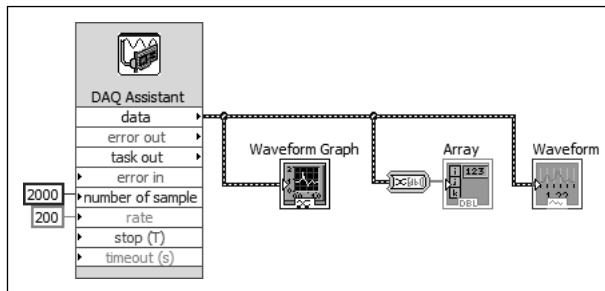 DAQ Assistant
data
error out
task out
error in
2000
number of sample
200
rate
stop (T)
timeout (s)
Waveform Graph
Array
123
DBL
Waveform